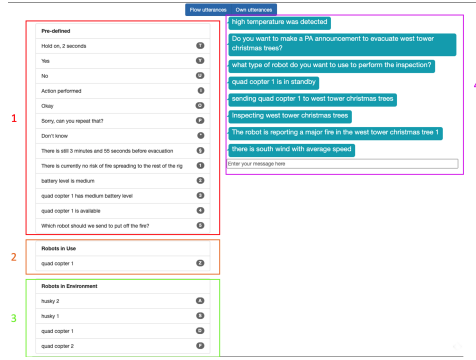 Flow utterances Own utterances
Pre-defined
Hold on, 2 seconds
Yes Y
No U
Action performed I
Okay O
Sorry, can you repeat that? P
Don't know
There is still 3 minutes and 55 seconds before evacuation
There is currently no risk of fire spreading to the rest of the rig 1
battery level is medium 2
quad copter 1 has medium battery level 3
quad copter 1 is available 4
Which robot should we send to put off the fire? 5
1
Robots in Use
quad copter 1 Z
2
Robots in Environment
husky 2 A
husky 1 S
quad copter 1 D
quad copter 2 F
3
high temperature was detected
Do you want to make a PA announcement to evacuate west tower
christmas trees?
what type of robot do you want to use to perform the inspection?
quad copter 1 is in standby
sending quad copter 1 to west tower christmas trees
Inspecting west tower christmas trees
The robot is reporting a major fire in the west tower christmas tree 1
there is south wind with average speed
Enter your message here